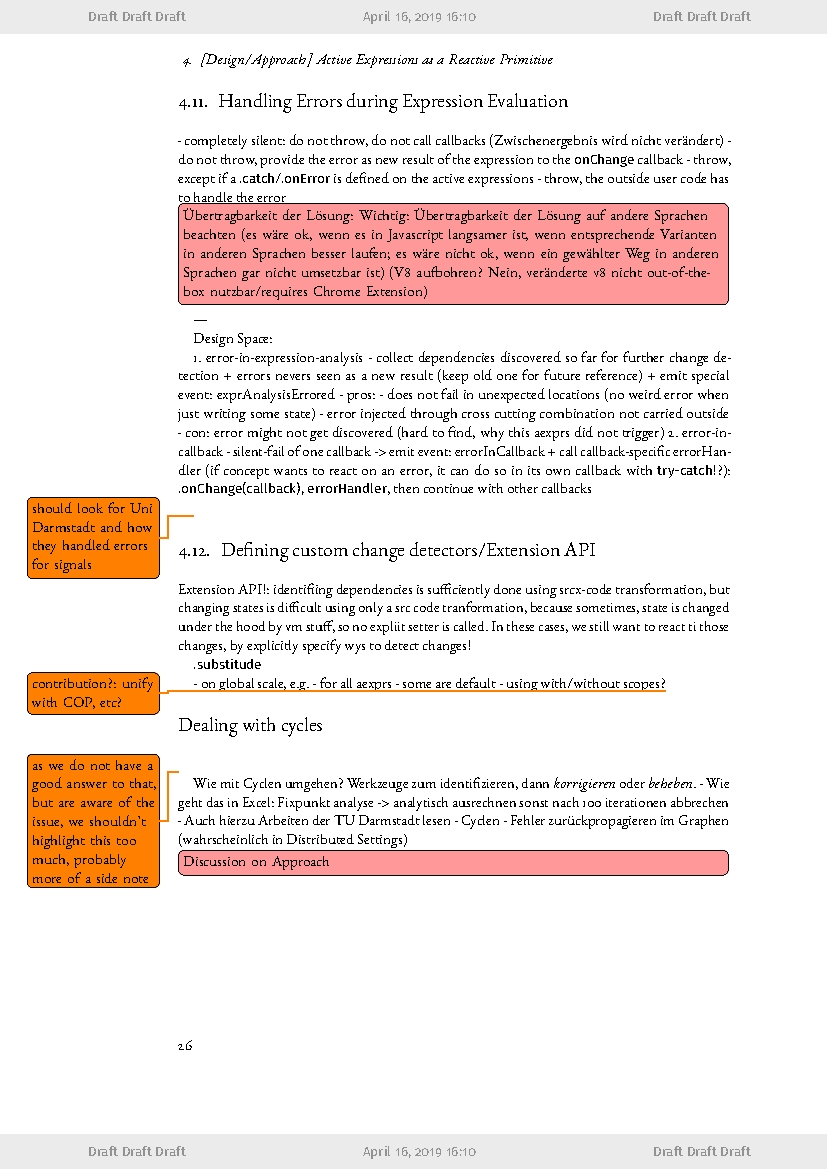 Draft Draft Draft April 16, 2019 16:10 Draft Draft Draft
4. [Design/Approach] Active Expressions as a Reactive Primitive
4.11. Handling Errors during Expression Evaluation
- completely silent: do not throw, do not call callbacks (Zwischenergebnis wird nicht verändert) -
do not throw, provide the error as new result of the expression to the onChange callback - throw,
except if a .catch/.onError is defined on the active expressions - throw, the outside user code has
to handle the error
Übertragbarkeit der Lösung: Wichtig: Übertragbarkeit der Lösung auf andere Sprachen
beachten (es wäre ok, wenn es in Javascript langsamer ist, wenn entsprechende Varianten
in anderen Sprachen besser laufen; es wäre nicht ok, wenn ein gewählter Weg in anderen
Sprachen gar nicht umsetzbar ist) (V8 aufbohren? Nein, veränderte v8 nicht out-of-the-
box nutzbar/requires Chrome Extension)
—
Design Space:
1. error-in-expression-analysis - collect dependencies discovered so far for further change de-
tection + errors nevers seen as a new result (keep old one for future reference) + emit special
event: exprAnalysisErrored - pros: - does not fail in unexpected locations (no weird error when
just writing some state) - error injected through cross cutting combination not carried outside
- con: error might not get discovered (hard to find, why this aexprs did not trigger) 2. error-in-
callback - silent-fail of one callback -> emit event: errorInCallback + call callback-specific errorHan-
dler (if concept wants to react on an error, it can do so in its own callback with try-catch!?):
.onChange(callback), errorHandler, then continue with other callbacks
should look for Uni
Darmstadt and how
they handled errors
for signals
4.12. Defining custom change detectors/Extension API
Extension API!: identifiing dependencies is sufficiently done using srcx-code transformation, but
changing states is difficult using only a src code tranformation, because sometimes, state is changed
under the hood by vm stuff, so no expliit setter is called. In these cases, we still want to react ti those
changes, by explicitly specify wys to detect changes!
.substitude
- on global scale, e.g. - for all aexprs - some are default - using with/without scopes?
contribution?: unify
with COP, etc?
Dealing with cycles
as we do not have a
good answer to that,
but are aware of the
issue, we shouldn't
highlight this too
much, probably
more of a side note
Wie mit Cyclen umgehen? Werkzeuge zum identifizieren, dann korrigieren oder beheben. - Wie
geht das in Excel: Fixpunkt analyse -> analytisch ausrechnen sonst nach 100 iterationen abbrechen
- Auch hierzu Arbeiten der TU Darmstadt lesen - Cyclen - Fehler zurückpropagieren im Graphen
(wahrscheinlich in Distributed Settings)
Discussion on Approach
26
Draft Draft Draft April 16, 2019 16:10 Draft Draft Draft